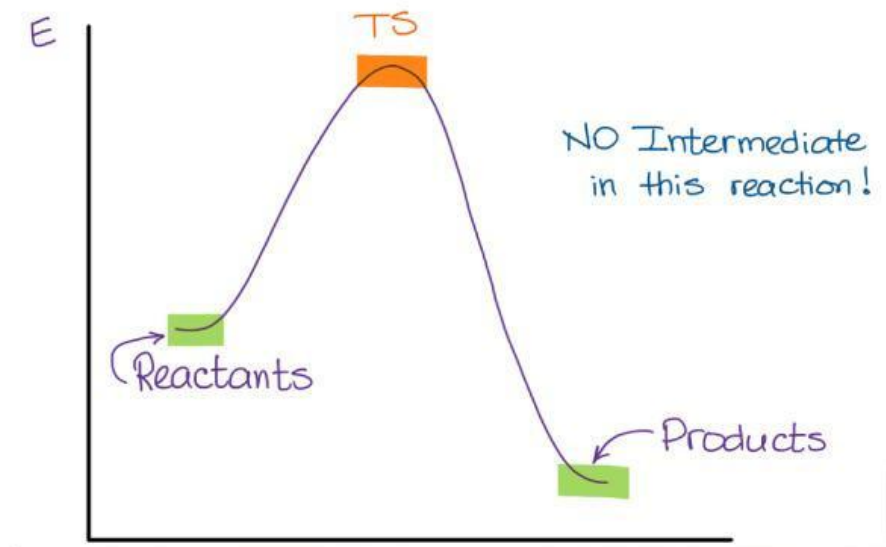 E
TS
NO Intermediate
in this reaction!
Reactants
Products